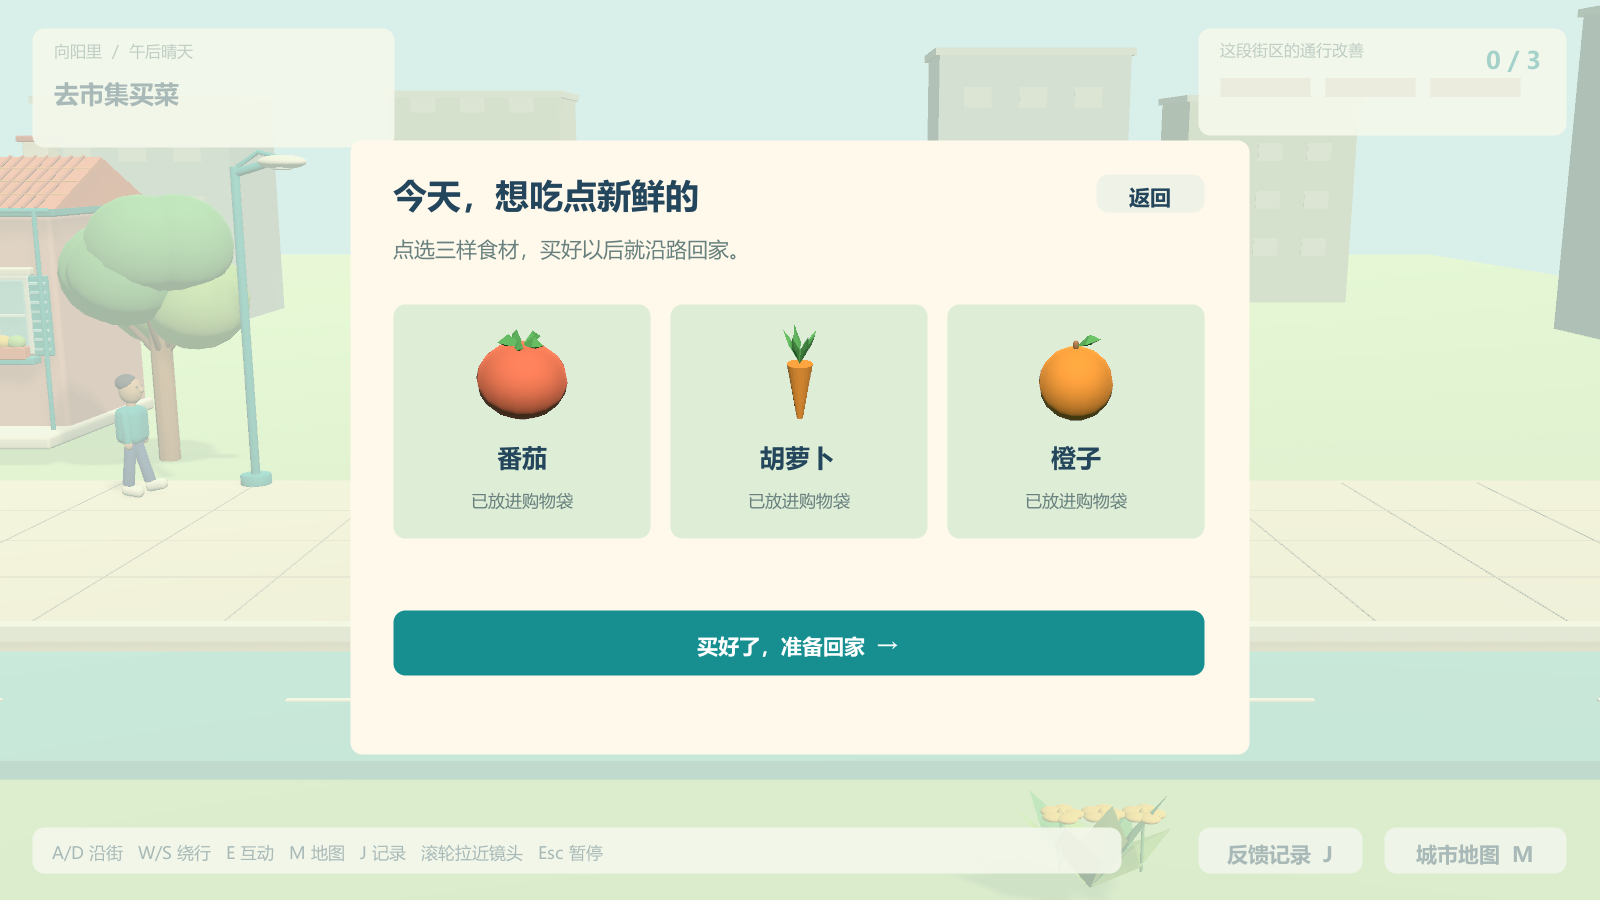 向阳里 / 午后晴天
去市集买菜
这段街区的通行改善
0 / 3
今天，想吃点新鲜的
返回
点选三样食材，买好以后就沿路回家。
番茄
已放进购物袋
胡萝卜
已放进购物袋
橙子
已放进购物袋
买好了，准备回家 →
A/D 沿街 W/S 绕行 E 互动 M 地图 J 记录 滚轮拉近镜头 Esc 暂停
反馈记录 J
城市地图 M